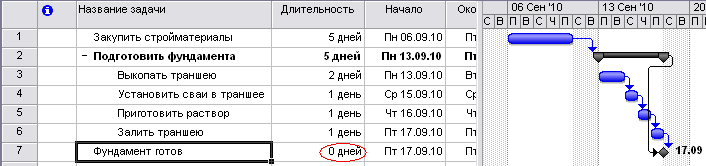 Название задачи Длительность Начало Око 06 Сен '10 13 Сен '10 20
С В П В С Ч П С В П В С Ч П С В
1 Закупить стройматериалы 5 дней Пн 06.09.10 Пт
2 − Подготовить фундамента 5 дней Пн 13.09.10 Пт
3 Выкопать траншею 2 дней Пн 13.09.10 Вт
4 Установить сваи в траншее 1 день Ср 15.09.10 Ср
5 Приготовить раствор 1 день Чт 16.09.10 Чт
6 Залить траншею 1 день Пт 17.09.10 Пт
7 Фундамент готов 0 дней Пт 17.09.10 Пт 17.09